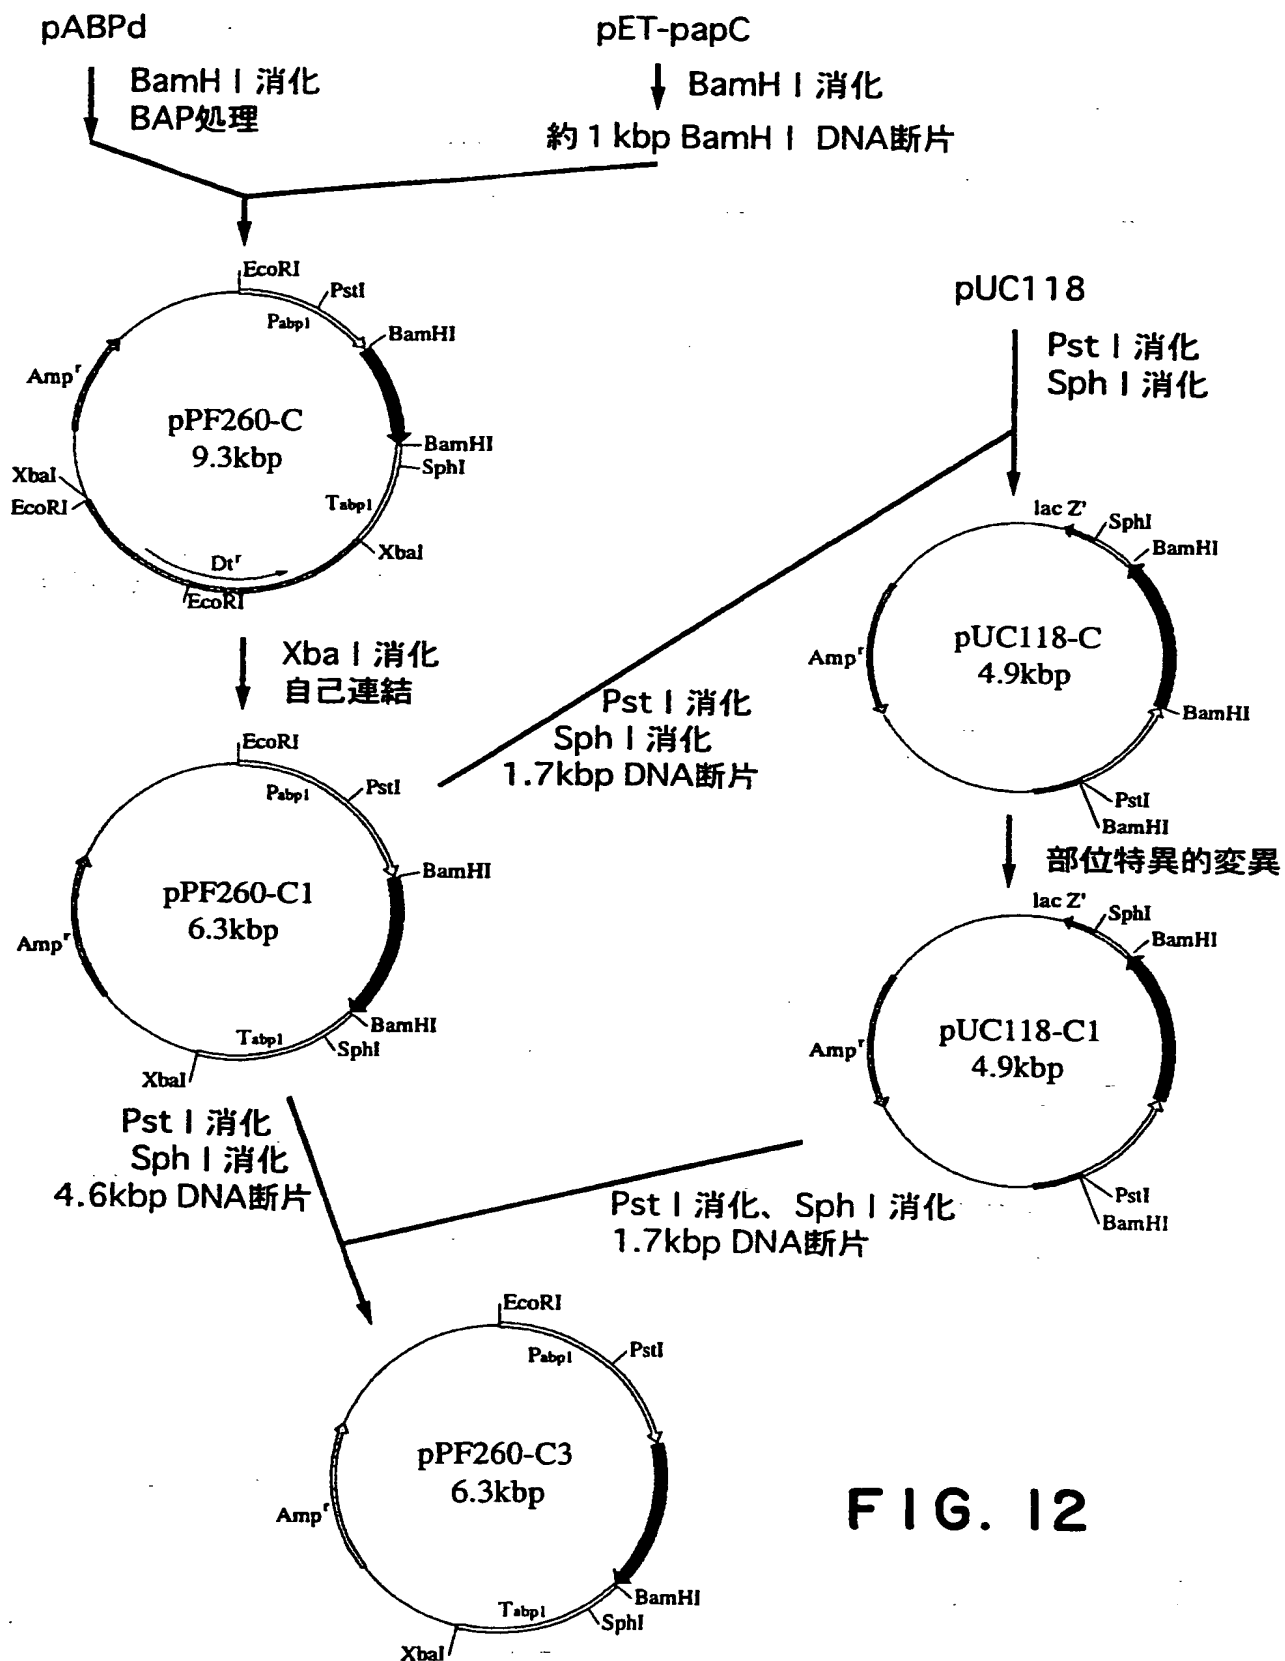 pABPd
BamH I 消化
BAP処理
pET-papC
BamH I 消化
約 1 kbp BamH I DNA断片
EcoRI
PstI
Pabp1
BamHI
Ampr
pPF260-C
9.3kbp
BamHI
SphI
XbaI
EcoRI
Tabp1
XbaI
Dtr
EcoRI
pUC118
Pst I 消化
Sph I 消化
lac Z'
SphI
BamHI
Ampr
pUC118-C
4.9kbp
BamHI
PstI
BamHI
Xba I 消化
自己連結
Pst I 消化
Sph I 消化
1.7kbp DNA断片
EcoRI
Pabp1
PstI
BamHI
pPF260-C1
6.3kbp
Ampr
BamHI
Tabp1
SphI
XbaI
部位特異的変異
lac Z'
SphI
BamHI
pUC118-C1
4.9kbp
Ampr
PstI
BamHI
Pst I 消化
Sph I 消化
4.6kbp DNA断片
Pst I 消化、Sph I 消化
1.7kbp DNA断片
EcoRI
Pabp1
PstI
pPF260-C3
6.3kbp
Ampr
BamHI
Tabp1
SphI
XbaI
FIG. 12